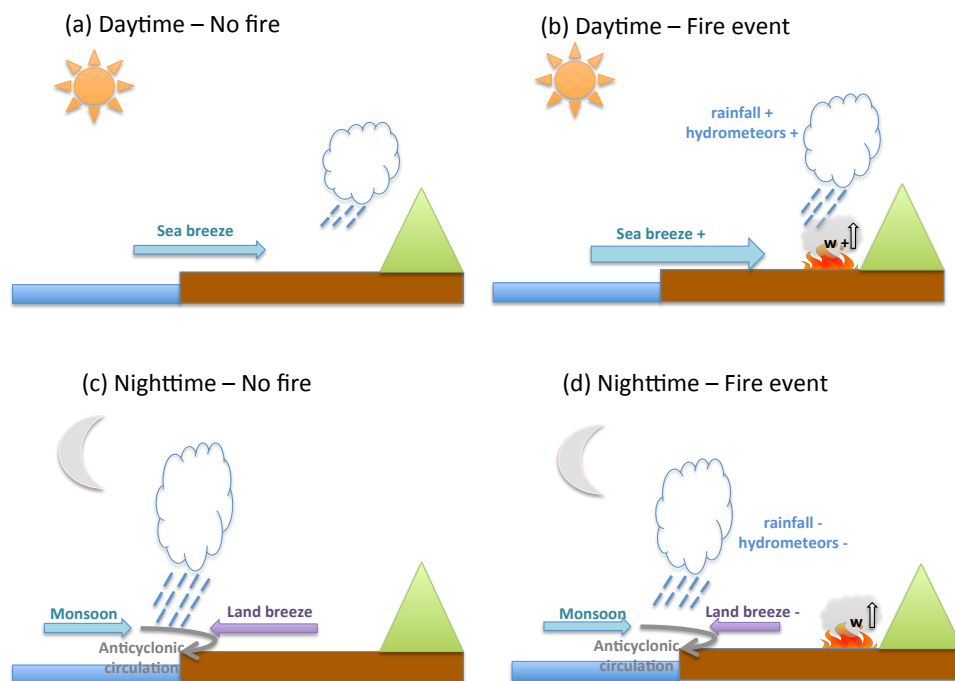 (a) Daytime – No fire
(b) Daytime – Fire event
rainfall +
hydrometeors +
Sea breeze
Sea breeze +
w +
(c) Nighttime – No fire
(d) Nighttime – Fire event
rainfall -
hydrometeors -
Monsoon
Land breeze
Anticyclonic
circulation
Monsoon
Land breeze -
w
Anticyclonic
circulation